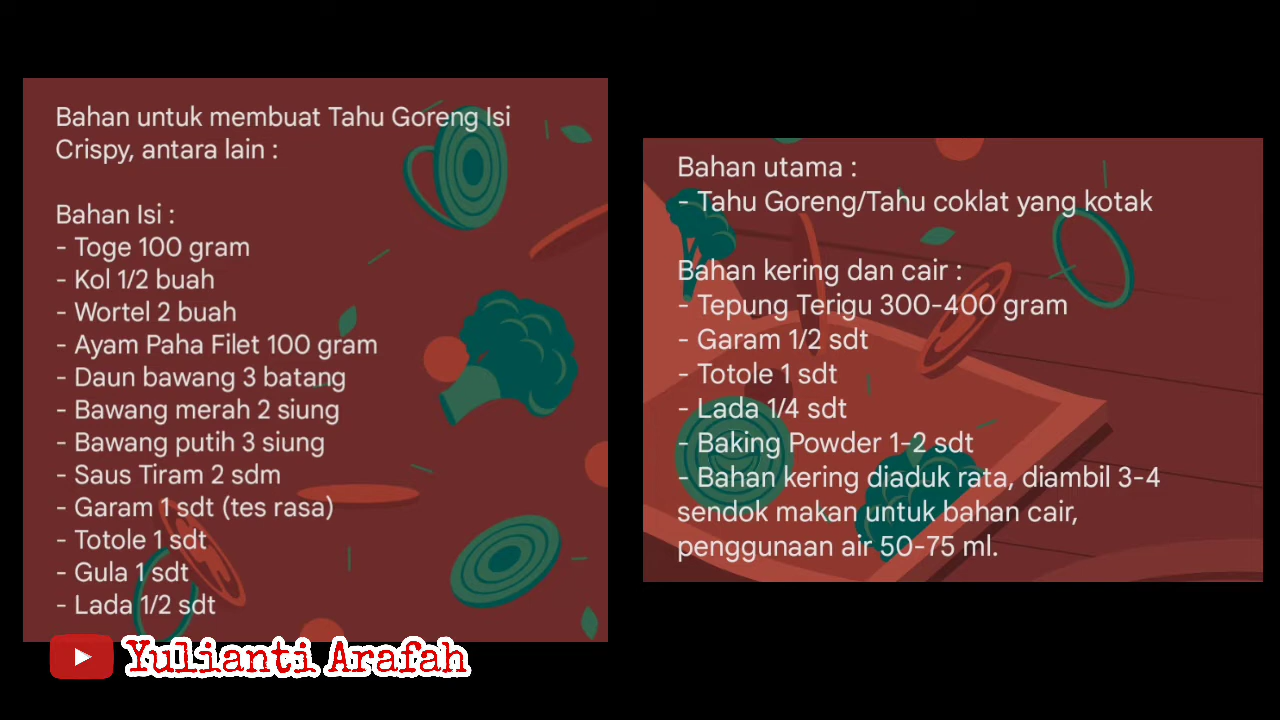 Bahan untuk membuat Tahu Goreng Isi
Crispy, antara lain :
Bahan Isi :
- Toge 100 gram
- Kol 1/2 buah
- Wortel 2 buah
- Ayam Paha Filet 100 gram
- Daun bawang 3 batang
- Bawang merah 2 siung
- Bawang putih 3 siung
- Saus Tiram 2 sdm
- Garam 1 sdt (tes rasa)
- Totole 1 sdt
- Gula 1 sdt
- Lada 1/2 sdt
Bahan utama :
- Tahu Goreng/Tahu coklat yang kotak
Bahan kering dan cair :
- Tepung Terigu 300-400 gram
- Garam 1/2 sdt
- Totole 1 sdt
- Lada 1/4 sdt
- Baking Powder 1-2 sdt
- Bahan kering diaduk rata, diambil 3-4
sendok makan untuk bahan cair,
penggunaan air 50-75 ml.
Yulianti Arafah